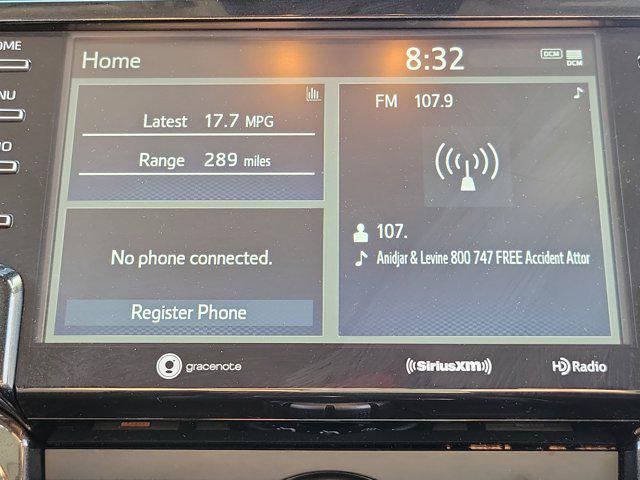 Home 8:32 DCM DCM
Latest 17.7 MPG
Range 289 miles
FM 107.9
107.
Anidjar & Levine 800 747 FREE Accident Attor
No phone connected.
Register Phone
gracenote SiriusXM HD Radio